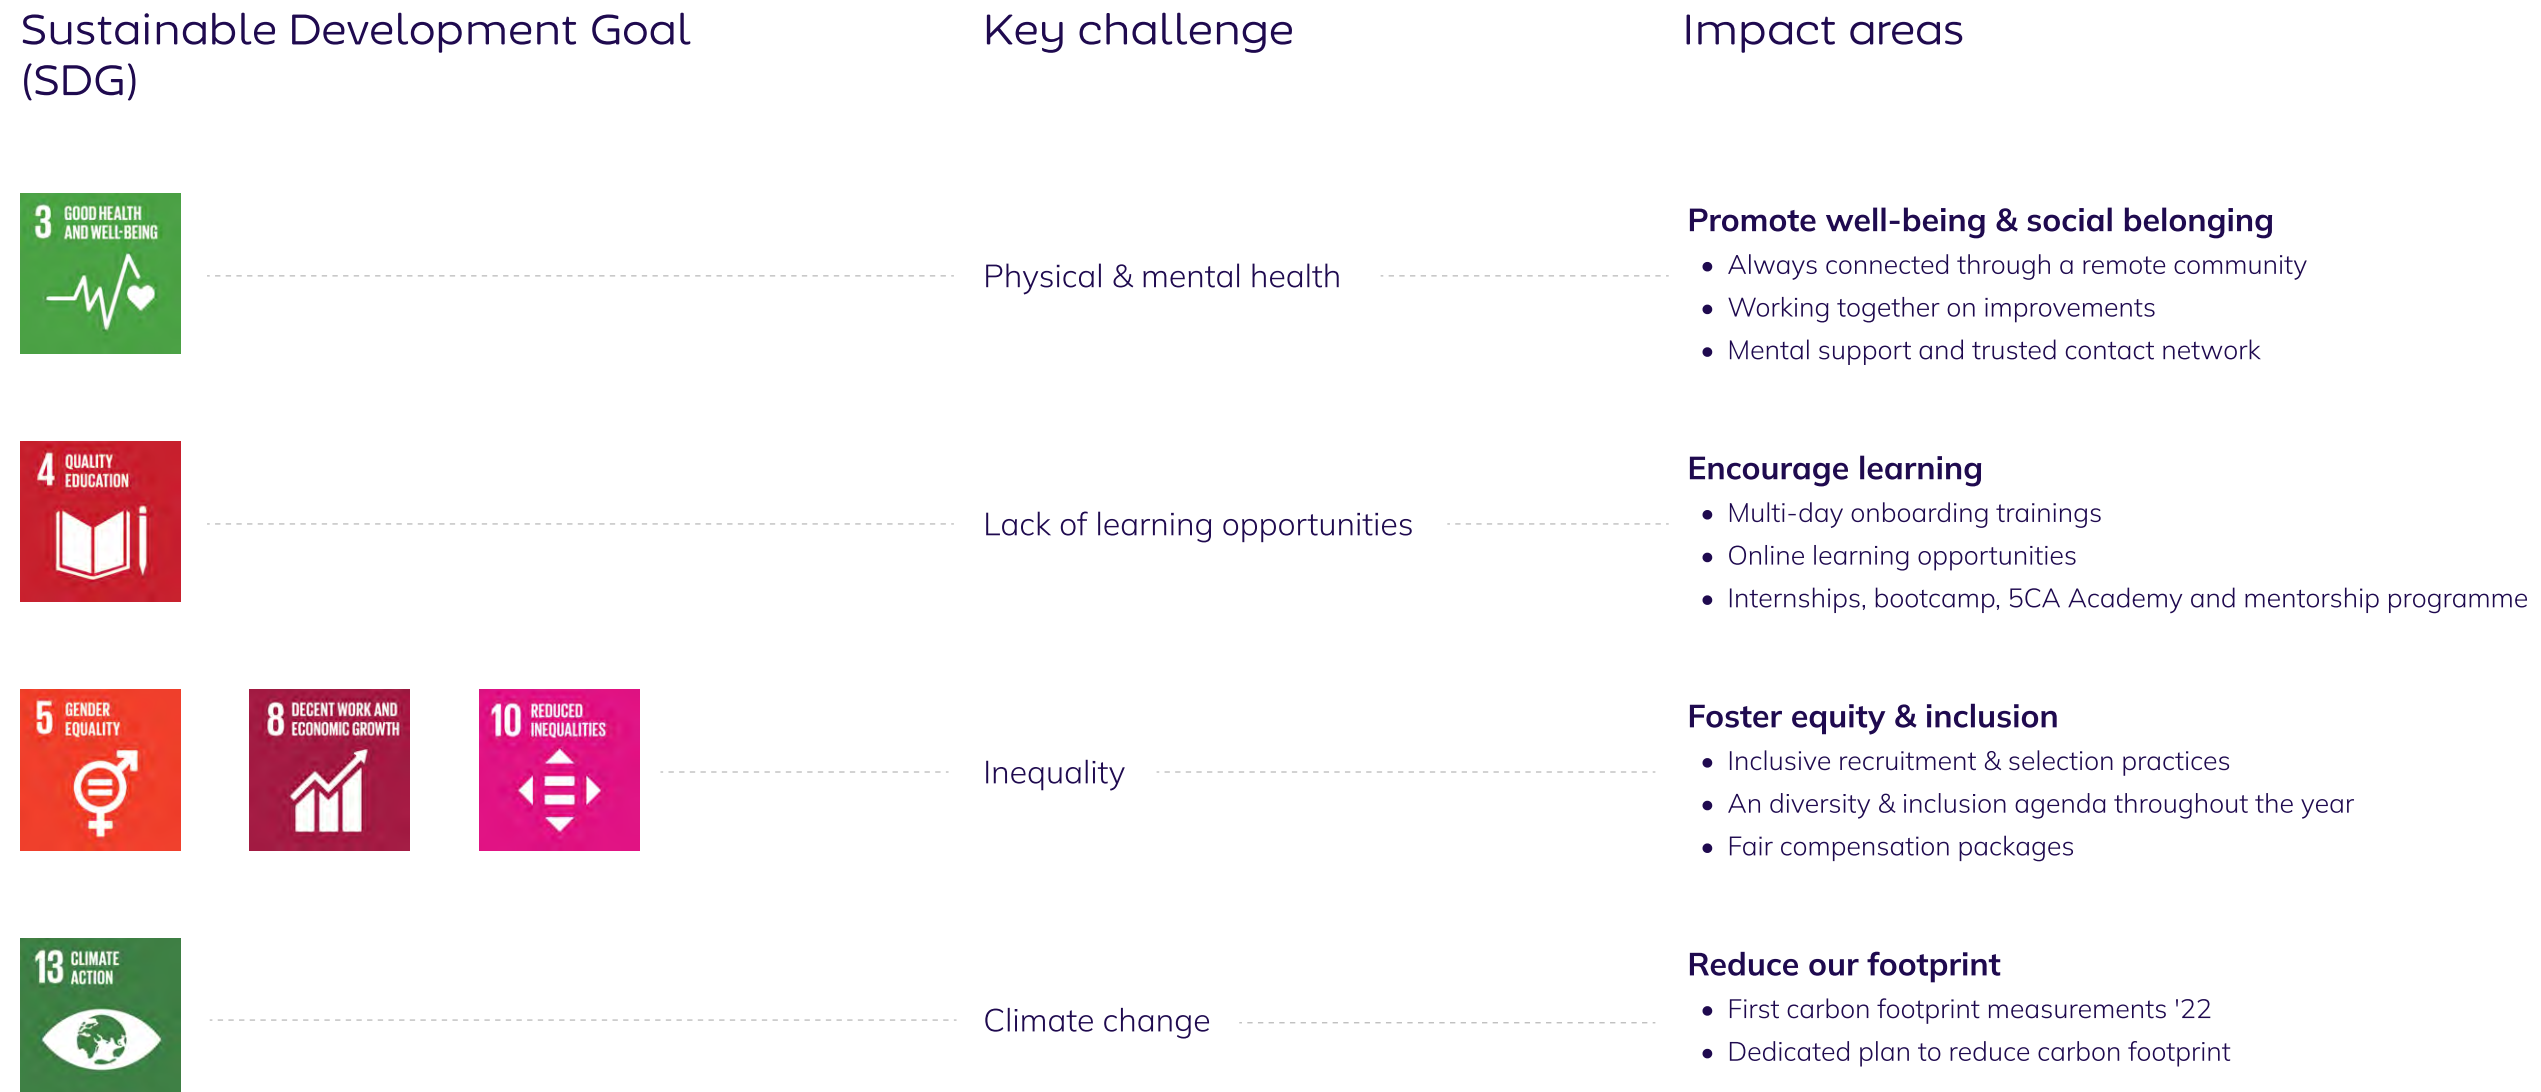 Sustainable Development Goal
(SDG)
Key challenge
Impact areas
3 GOOD HEALTH
AND WELL-BEING
Physical & mental health
Promote well-being & social belonging
• Always connected through a remote community
• Working together on improvements
• Mental support and trusted contact network
4 QUALITY
EDUCATION
Lack of learning opportunities
Encourage learning
• Multi-day onboarding trainings
• Online learning opportunities
• Internships, bootcamp, 5CA Academy and mentorship programme
5 GENDER
EQUALITY
8 DECENT WORK AND
ECONOMIC GROWTH
10 REDUCED
INEQUALITIES
Inequality
Foster equity & inclusion
• Inclusive recruitment & selection practices
• An diversity & inclusion agenda throughout the year
• Fair compensation packages
13 CLIMATE
ACTION
Climate change
Reduce our footprint
• First carbon footprint measurements '22
• Dedicated plan to reduce carbon footprint